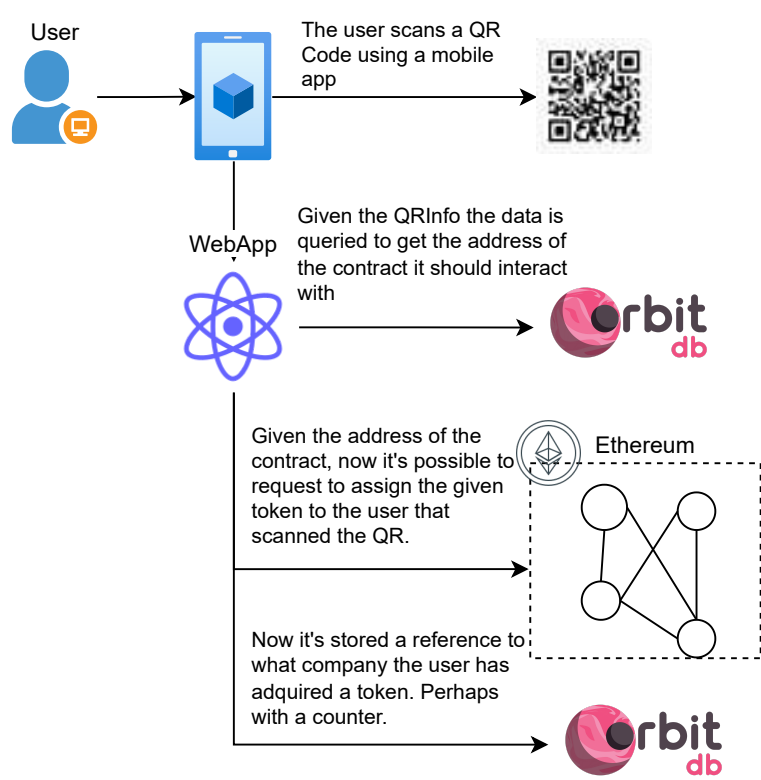 User
The user scans a QR
Code using a mobile
app
WebApp
Given the QRInfo the data is
queried to get the address of
the contract it should interact
with
orbit
db
Given the address of the
contract, now it's possible to
request to assign the given
token to the user that
scanned the QR.
Ethereum
Now it's stored a reference to
what company the user has
adquired a token. Perhaps
with a counter.
orbit
db